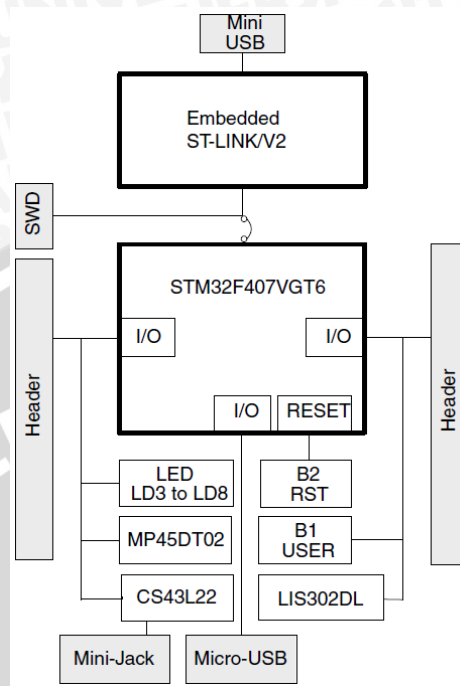 Mini
USB
Embedded
ST-LINK/V2
SWD
STM32F407VGT6
I/O
I/O
Header
Header
I/O
RESET
LED
LD3 to LD8
B2
RST
MP45DT02
B1
USER
CS43L22
LIS302DL
Mini-Jack
Micro-USB